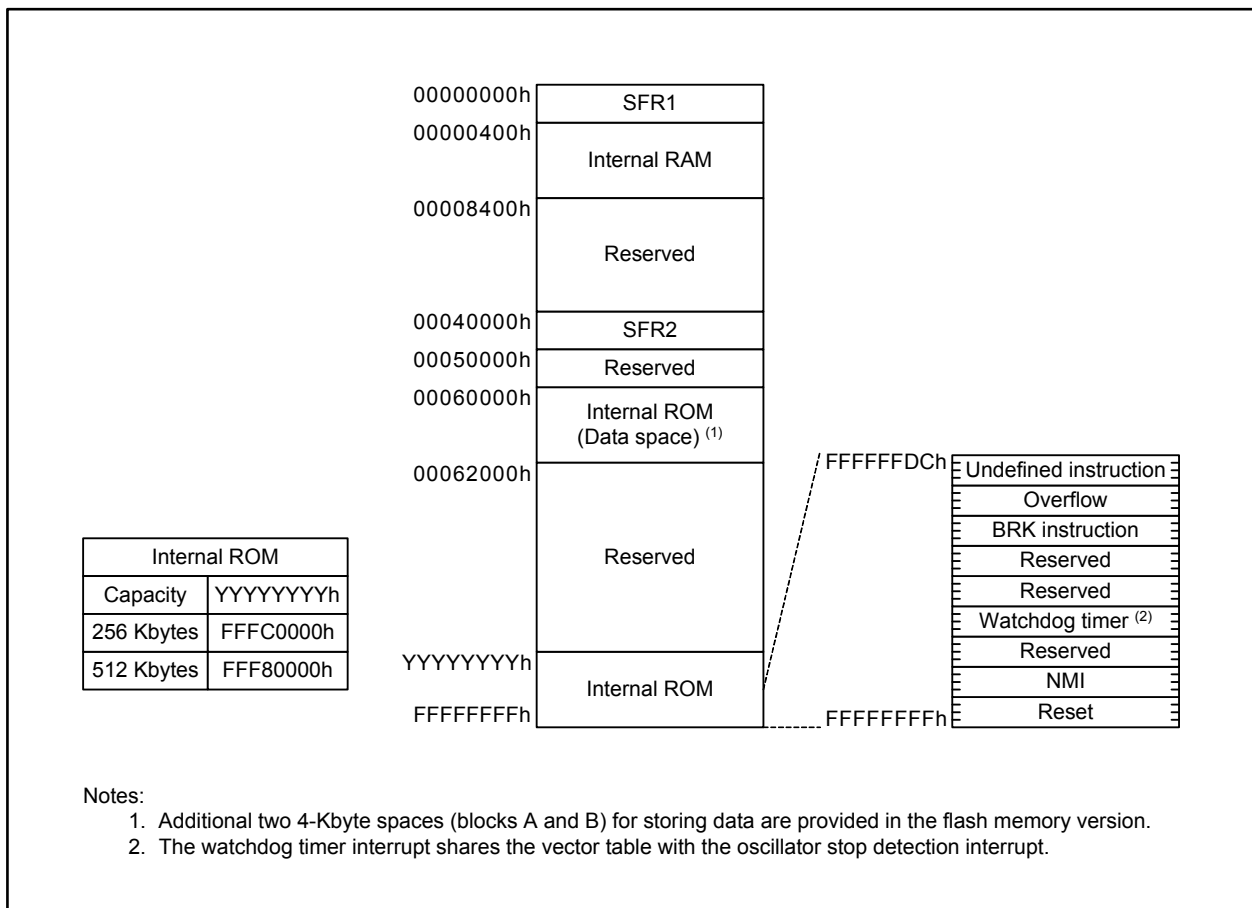 00000000h
SFR1
00000400h
Internal RAM
00008400h
Reserved
00040000h
SFR2
00050000h
Reserved
00060000h
Internal ROM
(Data space) (1)
00062000h
Reserved
YYYYYYYYh
Internal ROM
FFFFFFFFh
Internal ROM
Capacity YYYYYYYYh
256 Kbytes FFFC0000h
512 Kbytes FFF80000h
FFFFFFDCh
Undefined instruction
Overflow
BRK instruction
Reserved
Reserved
Watchdog timer (2)
Reserved
NMI
Reset
FFFFFFFFh
Notes:
1. Additional two 4-Kbyte spaces (blocks A and B) for storing data are provided in the flash memory version.
2. The watchdog timer interrupt shares the vector table with the oscillator stop detection interrupt.